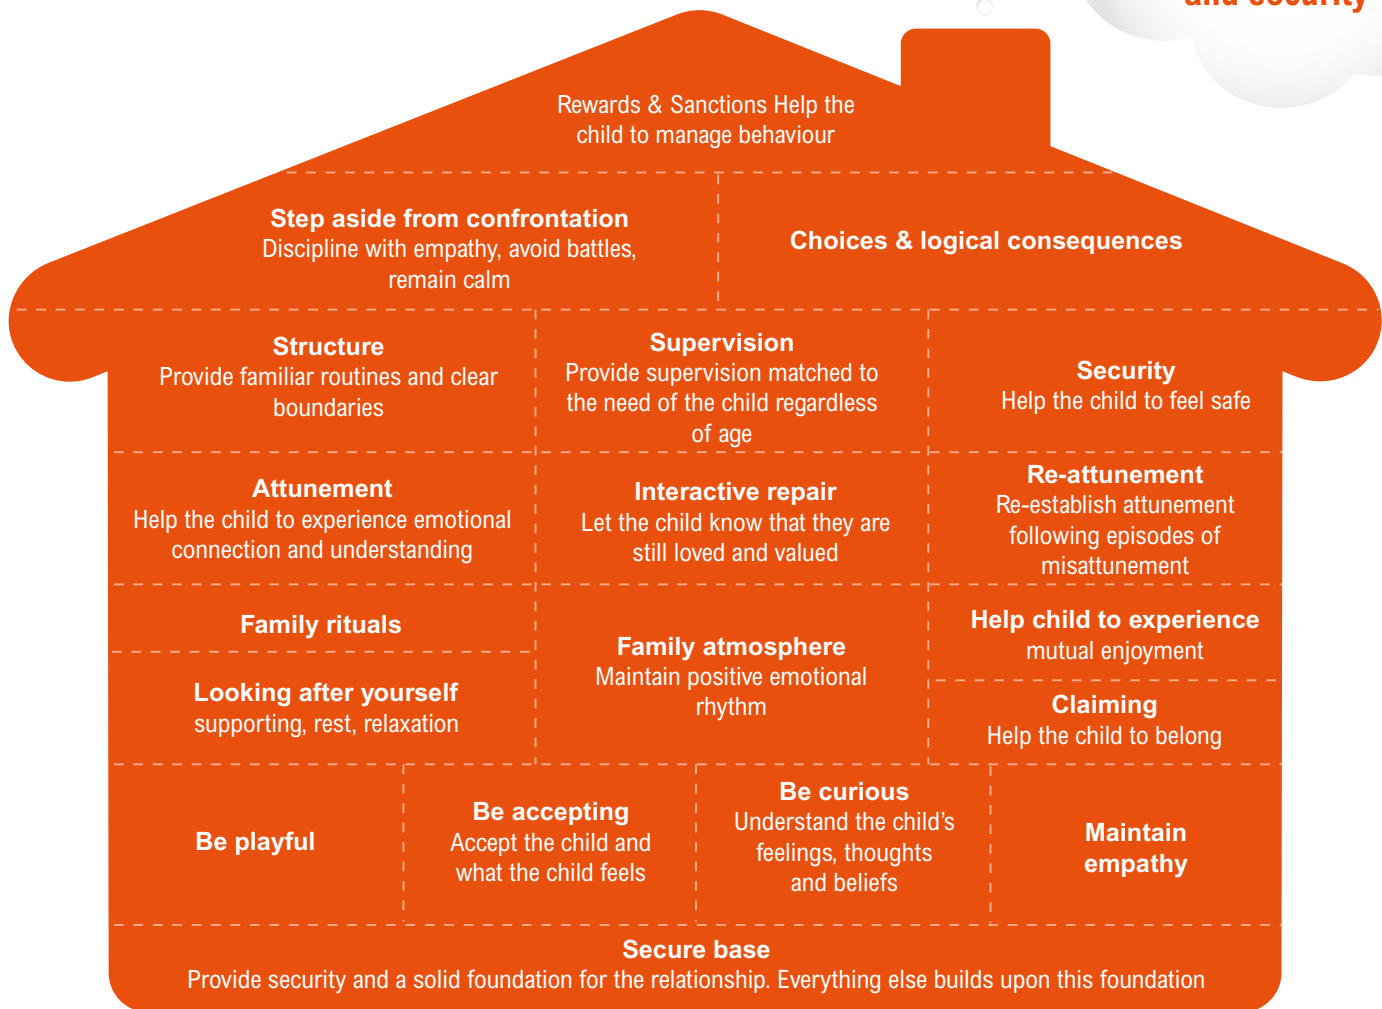 and security
Rewards & Sanctions Help the
child to manage behaviour
Step aside from confrontation
Discipline with empathy, avoid battles,
remain calm
Choices & logical consequences
Structure
Provide familiar routines and clear
boundaries
Supervision
Provide supervision matched to
the need of the child regardless
of age
Security
Help the child to feel safe
Attunement
Help the child to experience emotional
connection and understanding
Interactive repair
Let the child know that they are
still loved and valued
Re-attunement
Re-establish attunement
following episodes of
misattunement
Family rituals
Looking after yourself
supporting, rest, relaxation
Family atmosphere
Maintain positive emotional
rhythm
Help child to experience
mutual enjoyment
Claiming
Help the child to belong
Be playful
Be accepting
Accept the child and
what the child feels
Be curious
Understand the child’s
feelings, thoughts
and beliefs
Maintain
empathy
Secure base
Provide security and a solid foundation for the relationship. Everything else builds upon this foundation